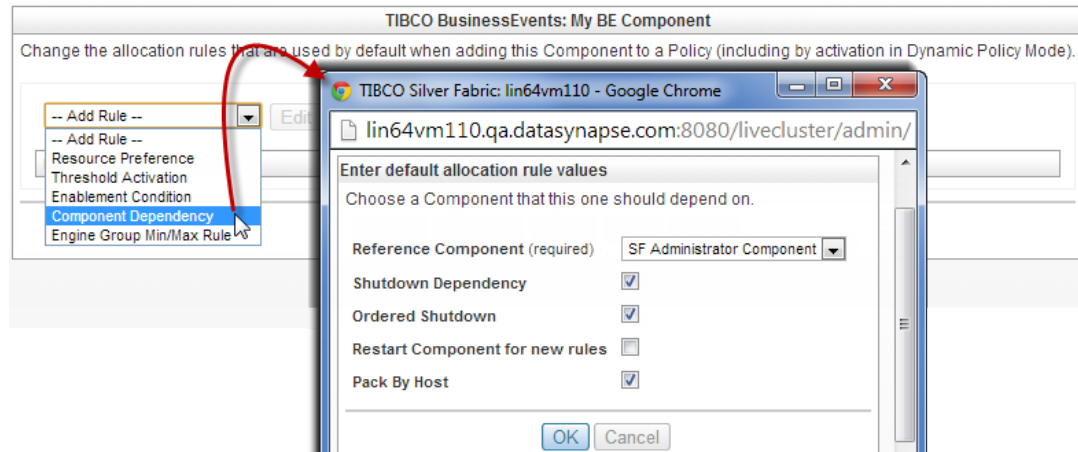 TIBCO BusinessEvents: My BE Component
Change the allocation rules that are used by default when adding this Component to a Policy (including by activation in Dynamic Policy Mode).
-- Add Rule --
Edit
-- Add Rule --
Resource Preference
Threshold Activation
Enablement Condition
Component Dependency
Engine Group Min/Max Rule
TIBCO Silver Fabric: lin64vm110 - Google Chrome
lin64vm110.qa.datasynapse.com:8080/livecluster/admin/
Enter default allocation rule values
Choose a Component that this one should depend on.
Reference Component (required) SF Administrator Component
Shutdown Dependency
Ordered Shutdown
Restart Component for new rules
Pack By Host
OK Cancel